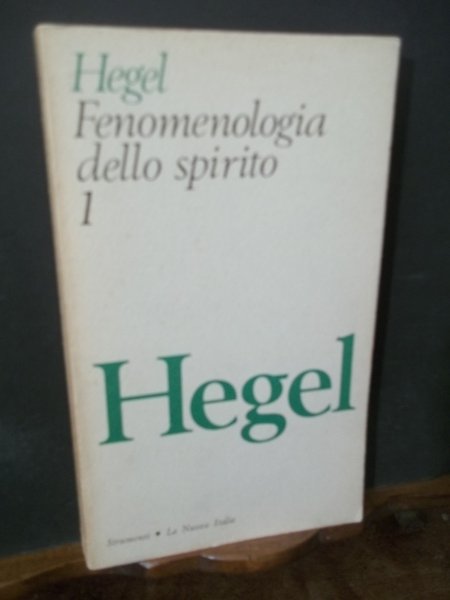 Hegel
Fenomenologia
dello spirito
1
Hegel
Strumenti • La Nuova Italia